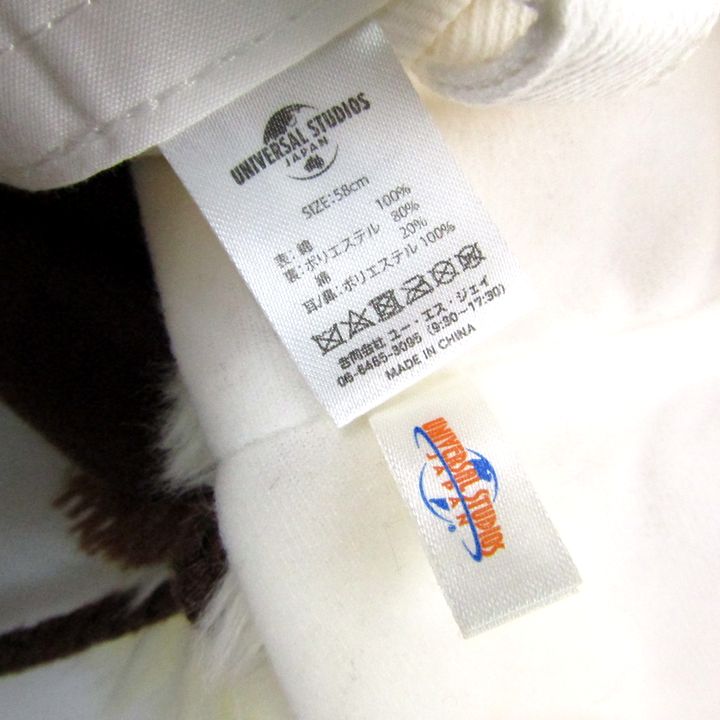 UNIVERSAL STUDIOS
JAPAN
SIZE:58cm
表:綿 100%
裏:ポリエステル 80%
綿 20%
耳/鬣:ポリエステル 100%
合同会社 ユー・エス・ジェイ
06-6465-3095 (9:30〜17:30)
MADE IN CHINA
UNIVERSAL STUDIOS
JAPAN